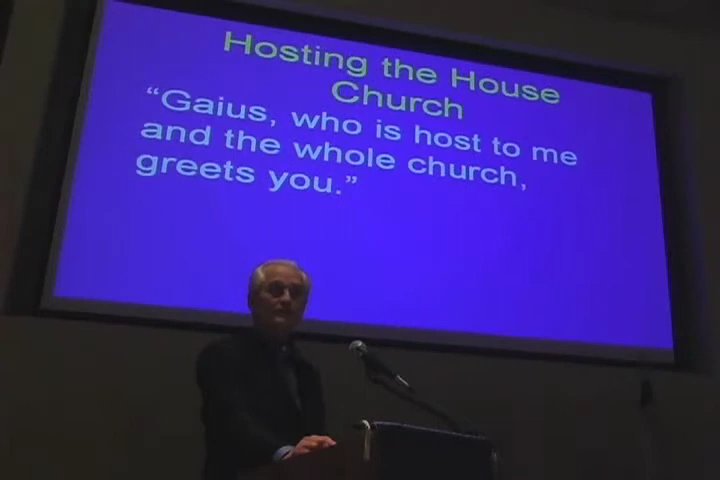 Hosting the House
Church
“Gaius, who is host to me
and the whole church,
greets you.”